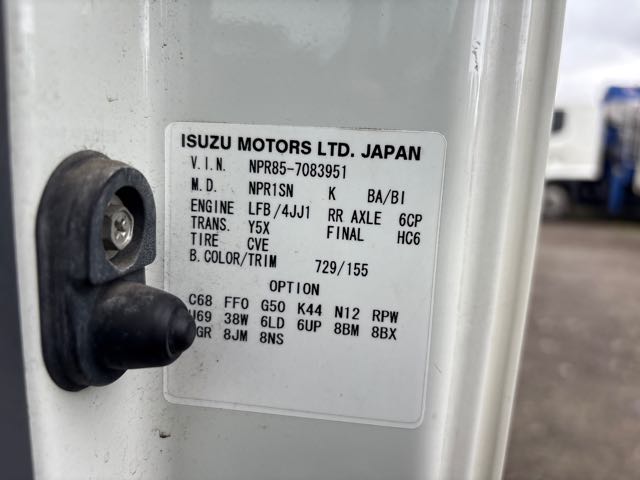 ISUZU MOTORS LTD. JAPAN
V.I.N. NPR85-7083951
M.D. NPR1SN K BA/BI
ENGINE LFB/4JJ1 RR AXLE 6CP
TRANS. Y5X FINAL HC6
TIRE CVE
B.COLOR/TRIM 729/155
OPTION
C68 FF0 G50 K44 N12 RPW
38W 6LD 6UP 8BM 8BX
8JM 8NS